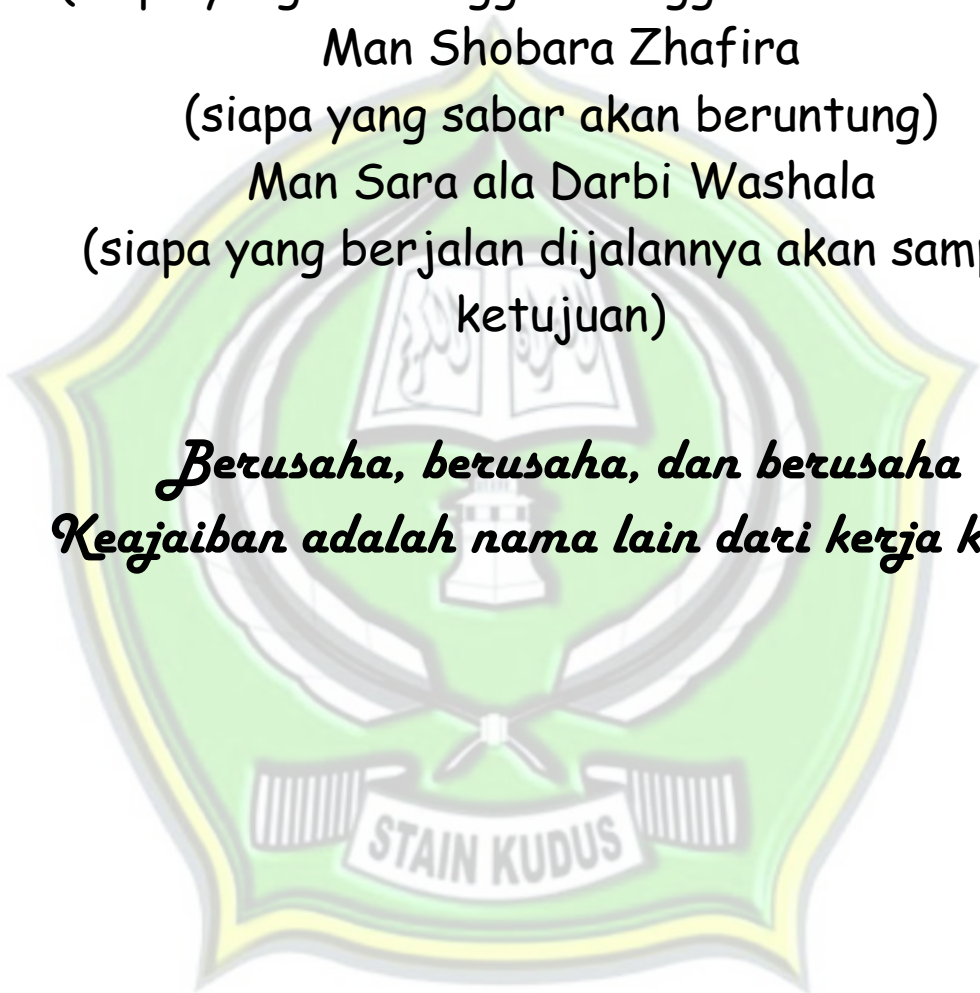 Man Shobara Zhafira
(siapa yang sabar akan beruntung)
Man Sara ala Darbi Washala
(siapa yang berjalan dijalannya akan
ketujuan)
Berusaha, berusaha, dan berusaha
Keajaiban adalah nama lain dari kerja
STAIN KUDUS